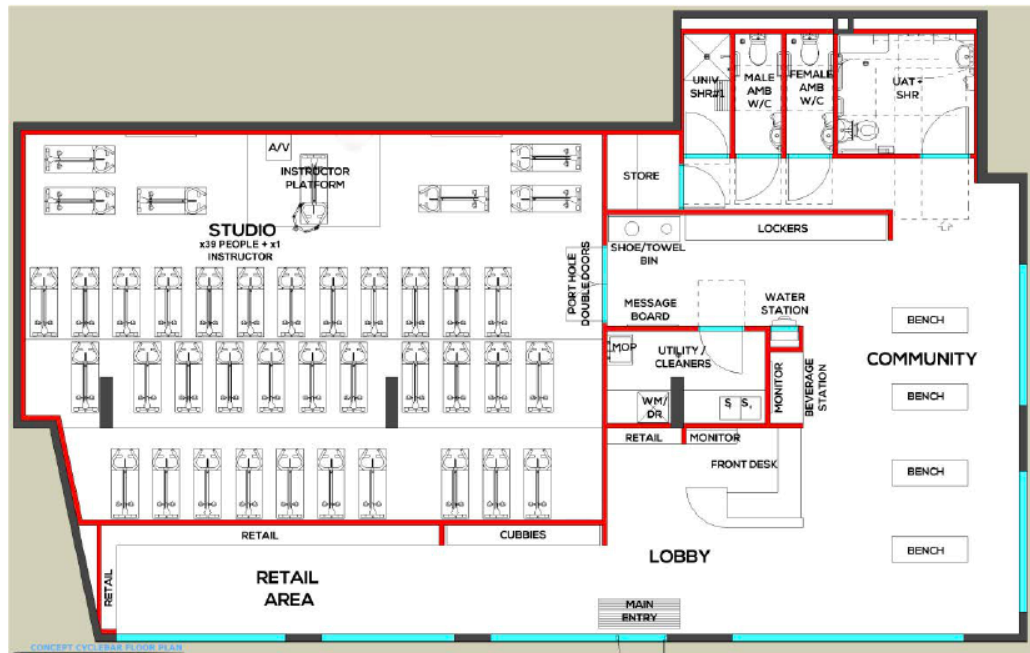 UNIV
SHR#1
MALE
AMB
W/C
FEMALE
AMB
W/C
UAT +
SHR
A/V
INSTRUCTOR
PLATFORM
STORE
STUDIO
x39 PEOPLE + x1
INSTRUCTOR
LOCKERS
SHOE/TOWEL
BIN
PORT HOLE
DOUBLE DOORS
MESSAGE
BOARD
WATER
STATION
BENCH
MOP
UTILITY /
CLEANERS
COMMUNITY
MONITOR
BEVERAGE
STATION
BENCH
WM/
DR.
S
S
RETAIL
MONITOR
FRONT DESK
BENCH
RETAIL
CUBBIES
LOBBY
BENCH
RETAIL
RETAIL
AREA
MAIN
ENTRY
CONCEPT CYCLEBAR FLOOR PLAN